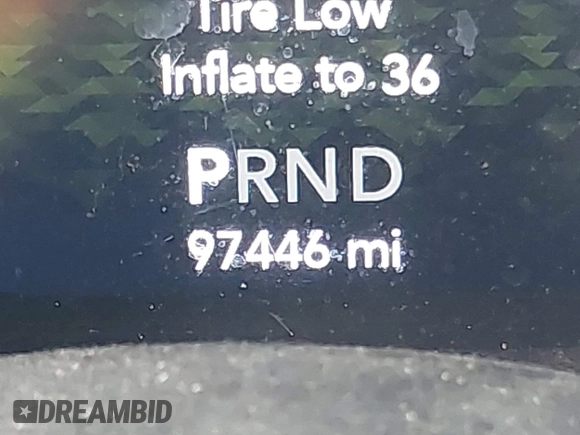 Tire Low
Inflate to 36
PRND
97446 mi
DREAMBID